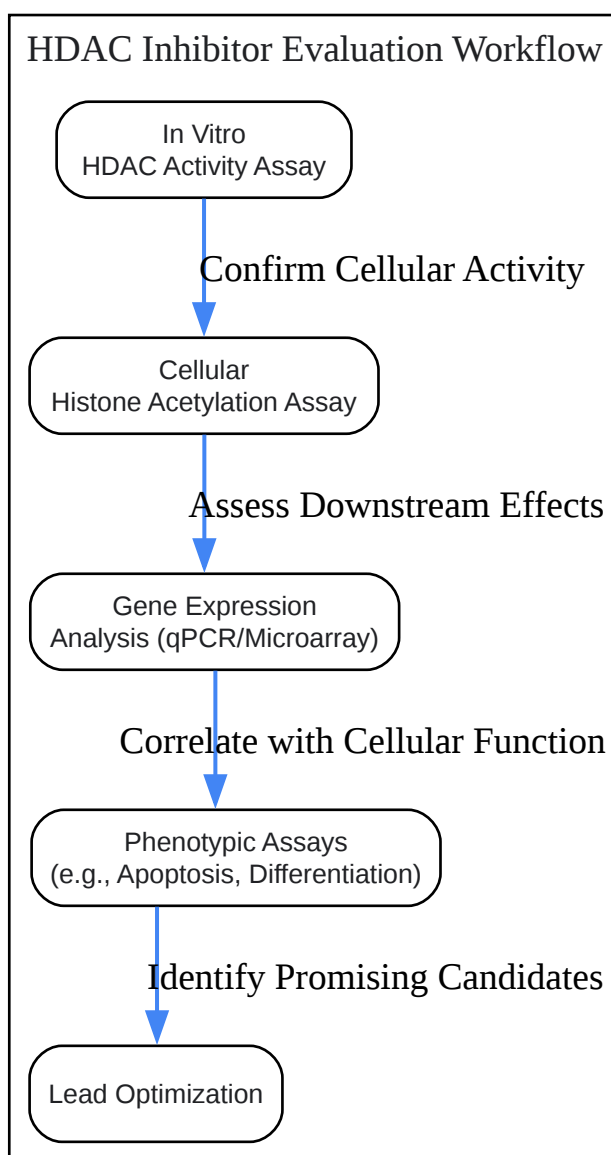 HDAC Inhibitor Evaluation Workflow
In Vitro
HDAC Activity Assay
Confirm Cellular Activity
Cellular
Histone Acetylation Assay
Assess Downstream Effects
Gene Expression
Analysis (qPCR/Microarray)
Correlate with Cellular Function
Phenotypic Assays
(e.g., Apoptosis, Differentiation)
Identify Promising Candidates
Lead Optimization